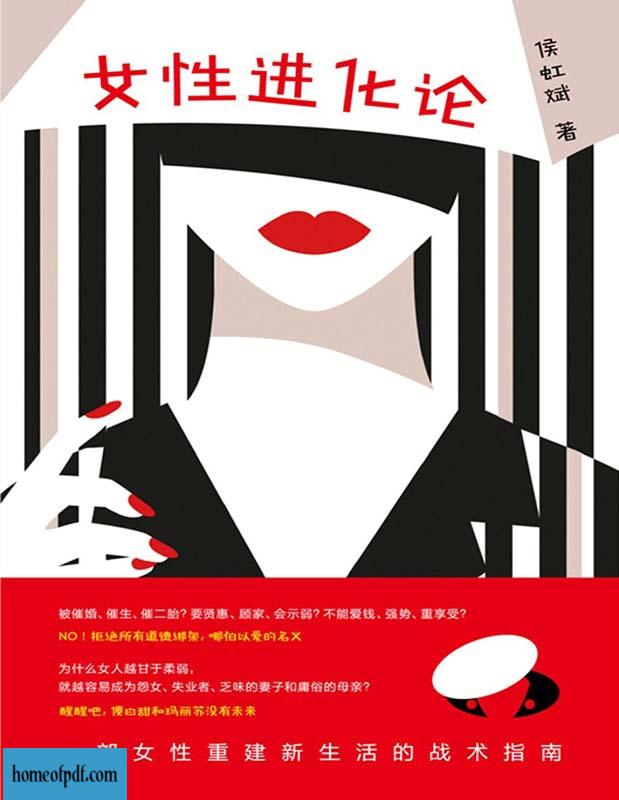 女性进化论
侯虹斌 著
被催婚、催生、催二胎？要贤惠、顾家、会示弱？不能爱钱、强势、重享受？
NO！拒绝所有道德绑架，哪怕以爱的名义
为什么女人越甘于柔弱，
就越容易成为怨女、失业者、乏味的妻子和庸俗的母亲？
醒醒吧，傻白甜和玛丽苏没有未来
部女性重建新生活的战术指南
homeofpdf.com